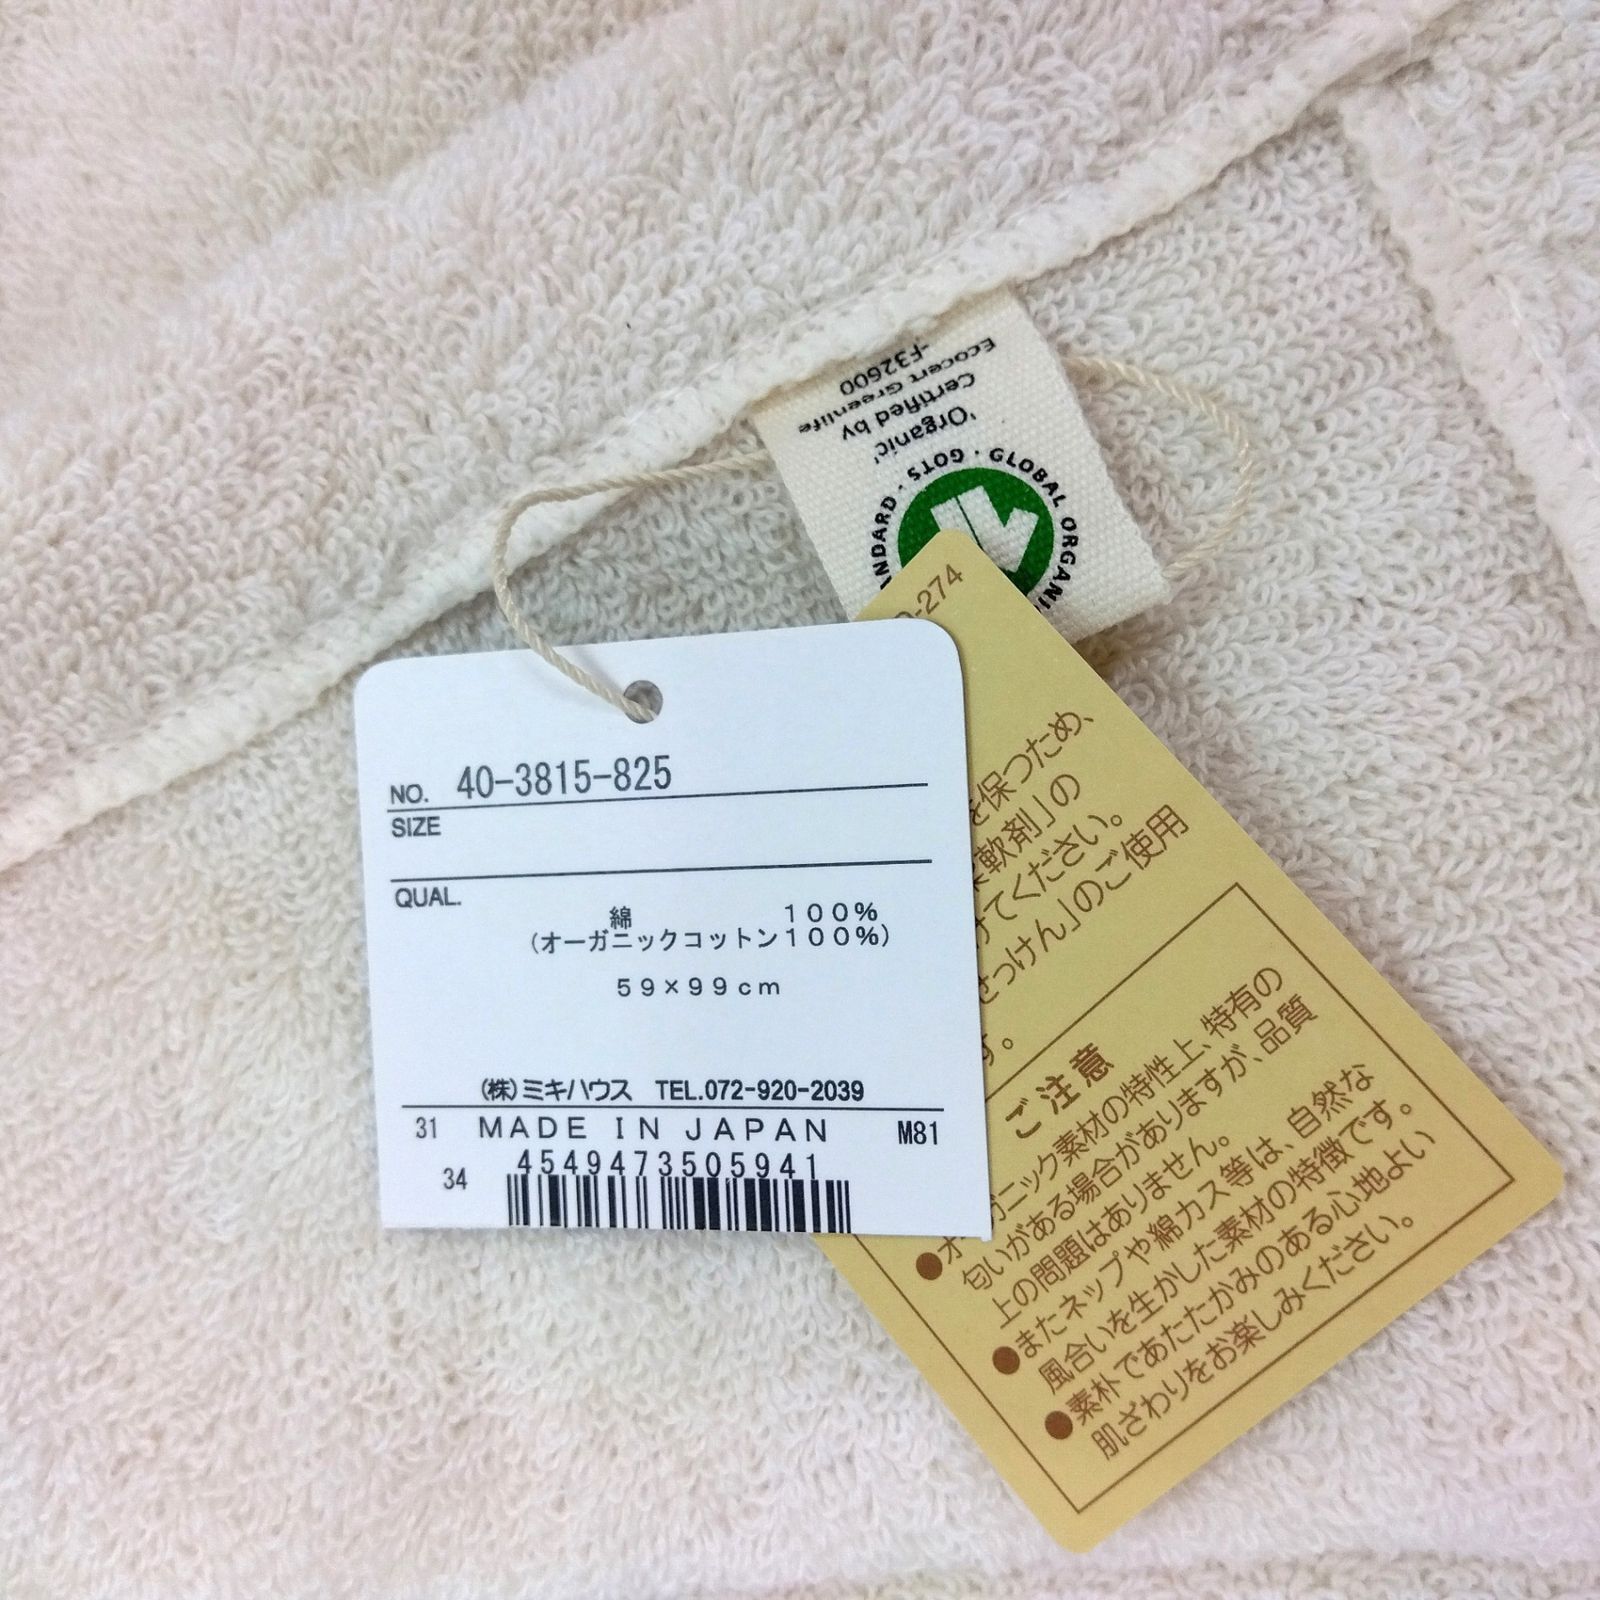 Ecocert Greenlife
-F32600
Certified by
'Organic'
GOTS · GLOBAL ORGANI
ANDARD ·
-274
NO. 40-3815-825
SIZE
QUAL.
綿 100%
(オーガニックコットン100%)
59×99cm
(株)ミキハウス TEL.072-920-2039
31 MADE IN JAPAN M81
34 4549473505941
を保つため、
軟剤」の
けてください。
せっけん」のご使用
す。
ご注意
●オーガニック素材の特性上、特有の
匂いがある場合がありますが、品質
上の問題はありません。
●またネップや綿カス等は、自然な
風合いを生かした素材の特徴です。
●素朴であたたかみのある心地よい
肌ざわりをお楽しみください。